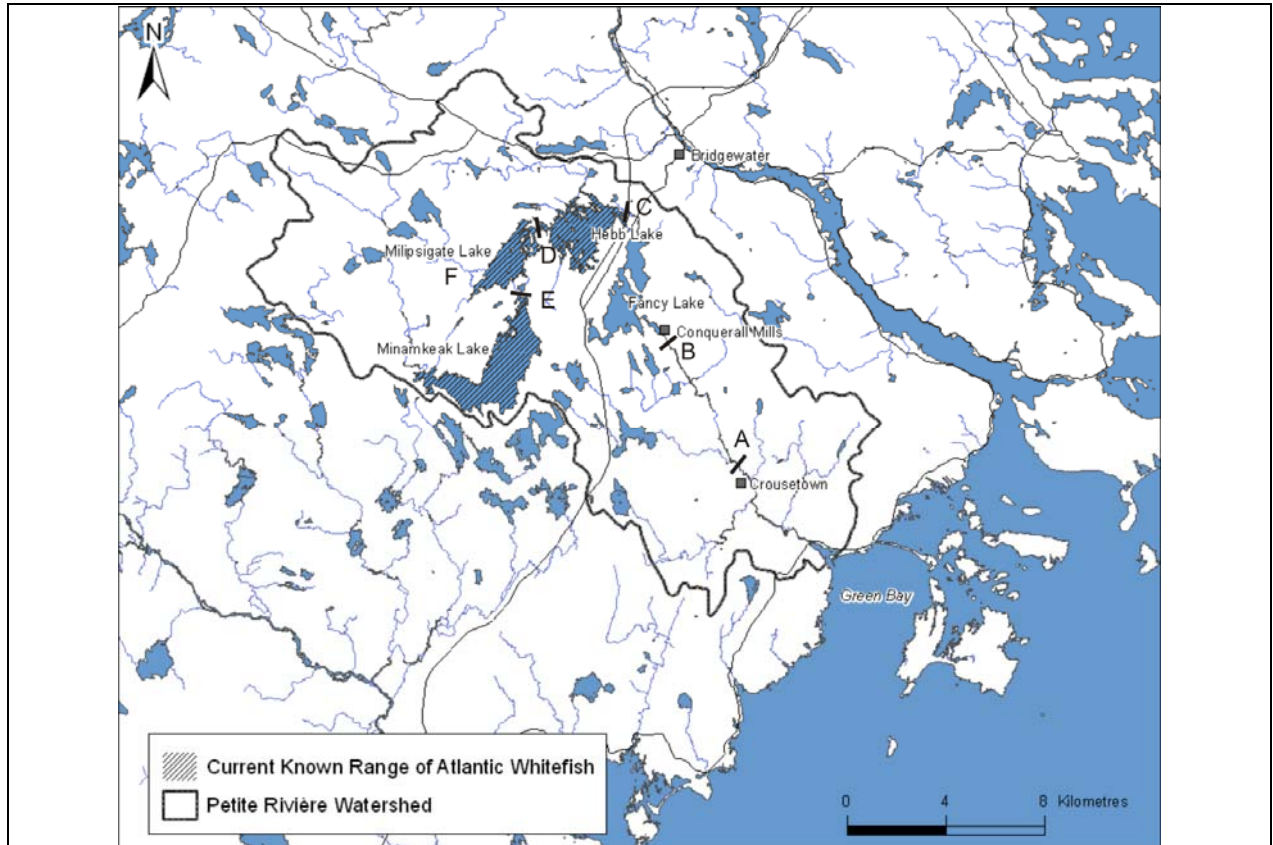 N
Bridgewater
C
Hebb Lake
D
Milipsigate Lake
F
E
Fancy Lake
Conquerall Mills
B
Minamkeak Lake
A
Crousetown
Green Bay
Current Known Range of Atlantic Whitefish
Petite Rivière Watershed
0 4 8 Kilometres